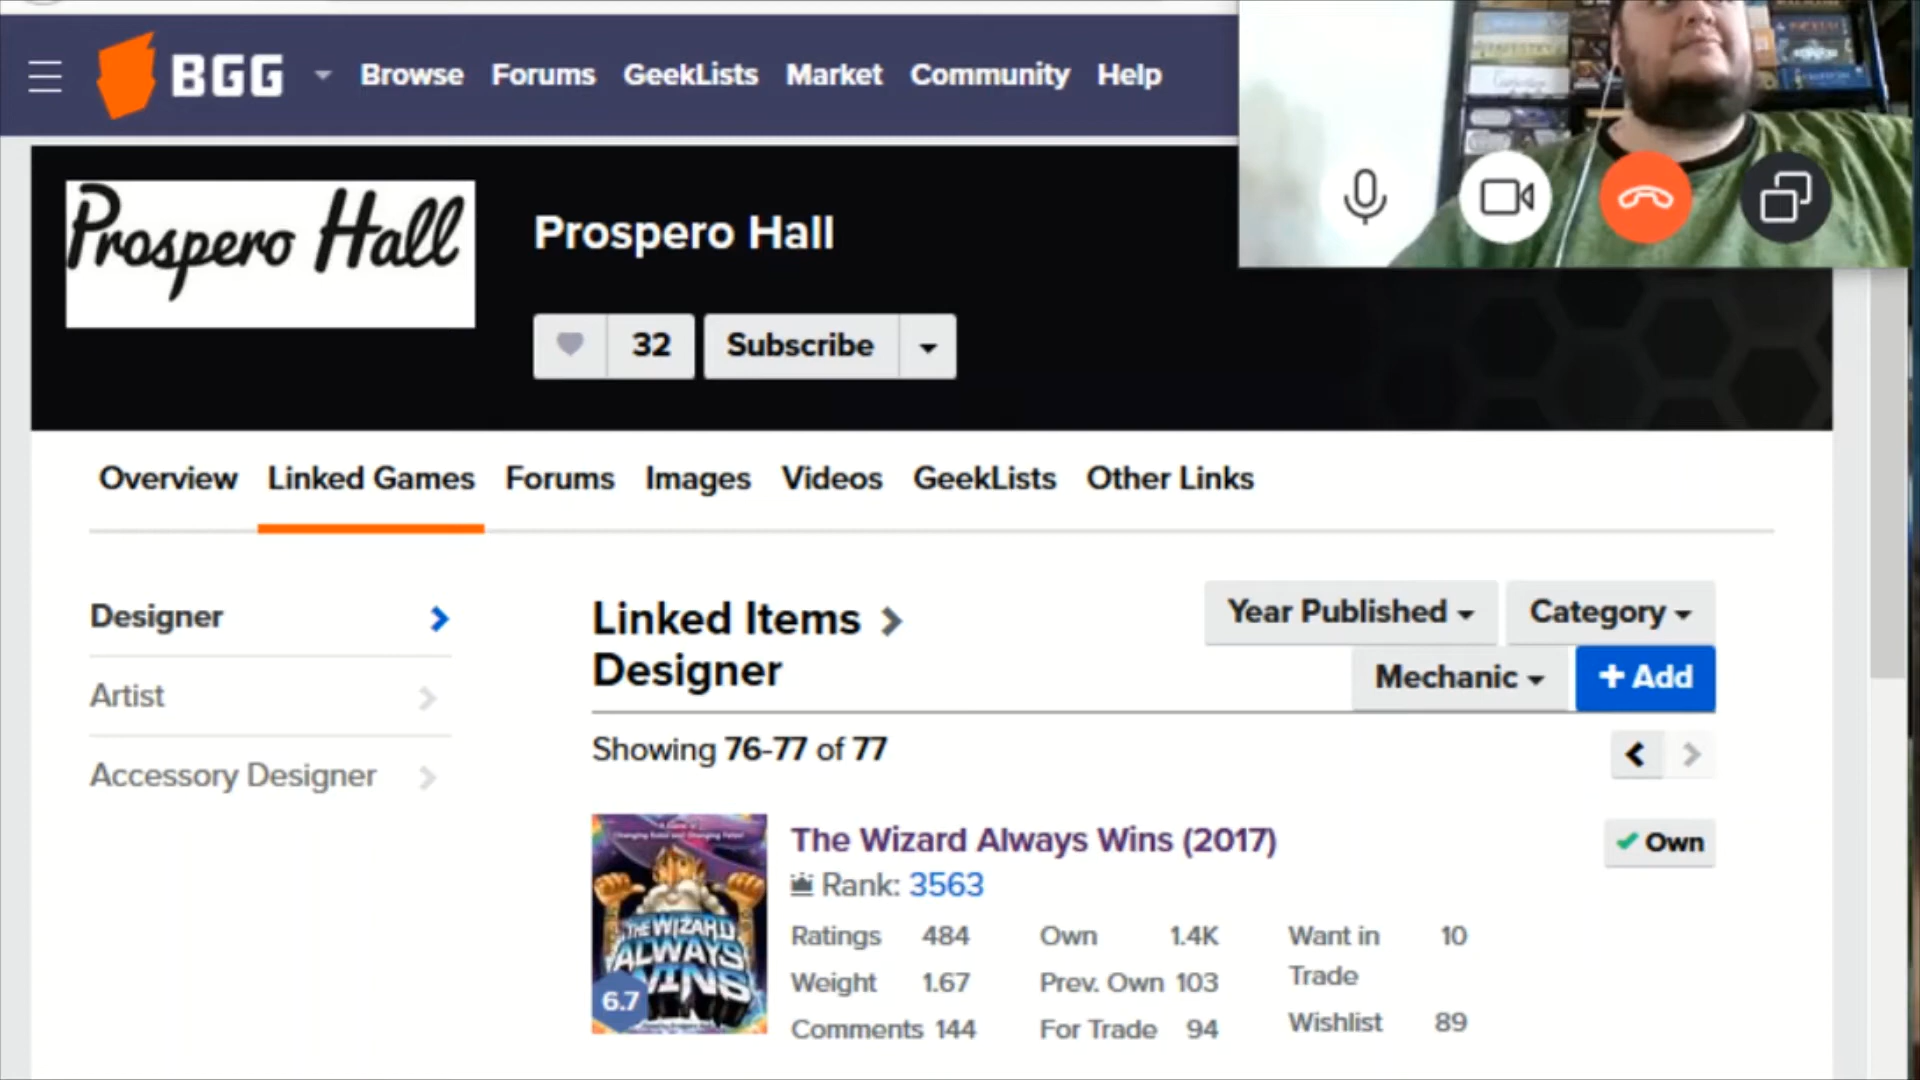 BGG Browse Forums GeekLists Market Community Help
Prospero Hall
Prospero Hall
32 Subscribe
Overview Linked Games Forums Images Videos GeekLists Other Links
Designer
Artist
Accessory Designer
Linked Items
Designer
Year Published Category
Mechanic + Add
Showing 76-77 of 77
THE WIZARD
ALWAYS
WINS
6.7
The Wizard Always Wins (2017)
Own
Rank: 3563
Ratings 484 Own 1.4K Want in Trade 10
Weight 1.67 Prev. Own 103
Comments 144 For Trade 94 Wishlist 89